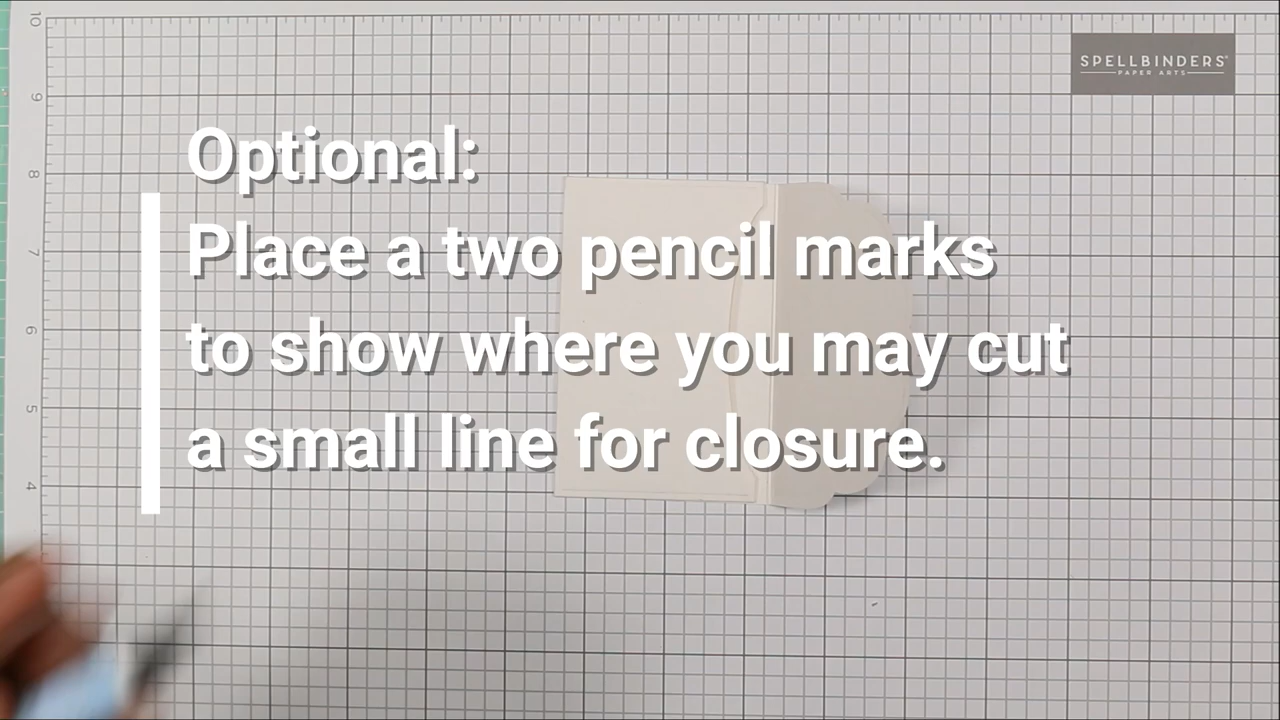 10
SPELLBINDERS®
PAPER ARTS
9
Optional:
8
Place a two pencil marks
7
to show where you may cut
6
a small line for closure.
5
4